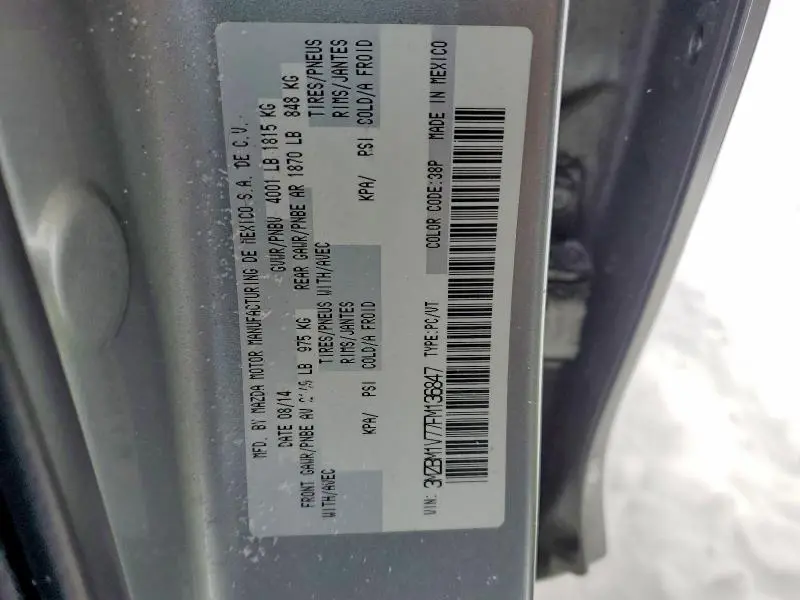 MFD. BY MAZDA MOTOR MANUFACTURING DE MEXICO-S.A. DE C.V.
DATE 08/14 GVWR/PNBV 4001 LB 1815 KG
FRONT GAWR/PNBE AV LB 975 KG REAR GAWR/PNBE AR 1870 LB 848 KG
WITH/AVEC TIRES/PNEUS WITH/AVEC TIRES/PNEUS
RIMS/JANTES RIMS/JANTES
KPA/ PSI COLD/A FROID KPA/ PSI COLD/A FROID
VIN: 3MZBM1V77FM136847 TYPE:PC/VT COLOR CODE:38P MADE IN MEXICO